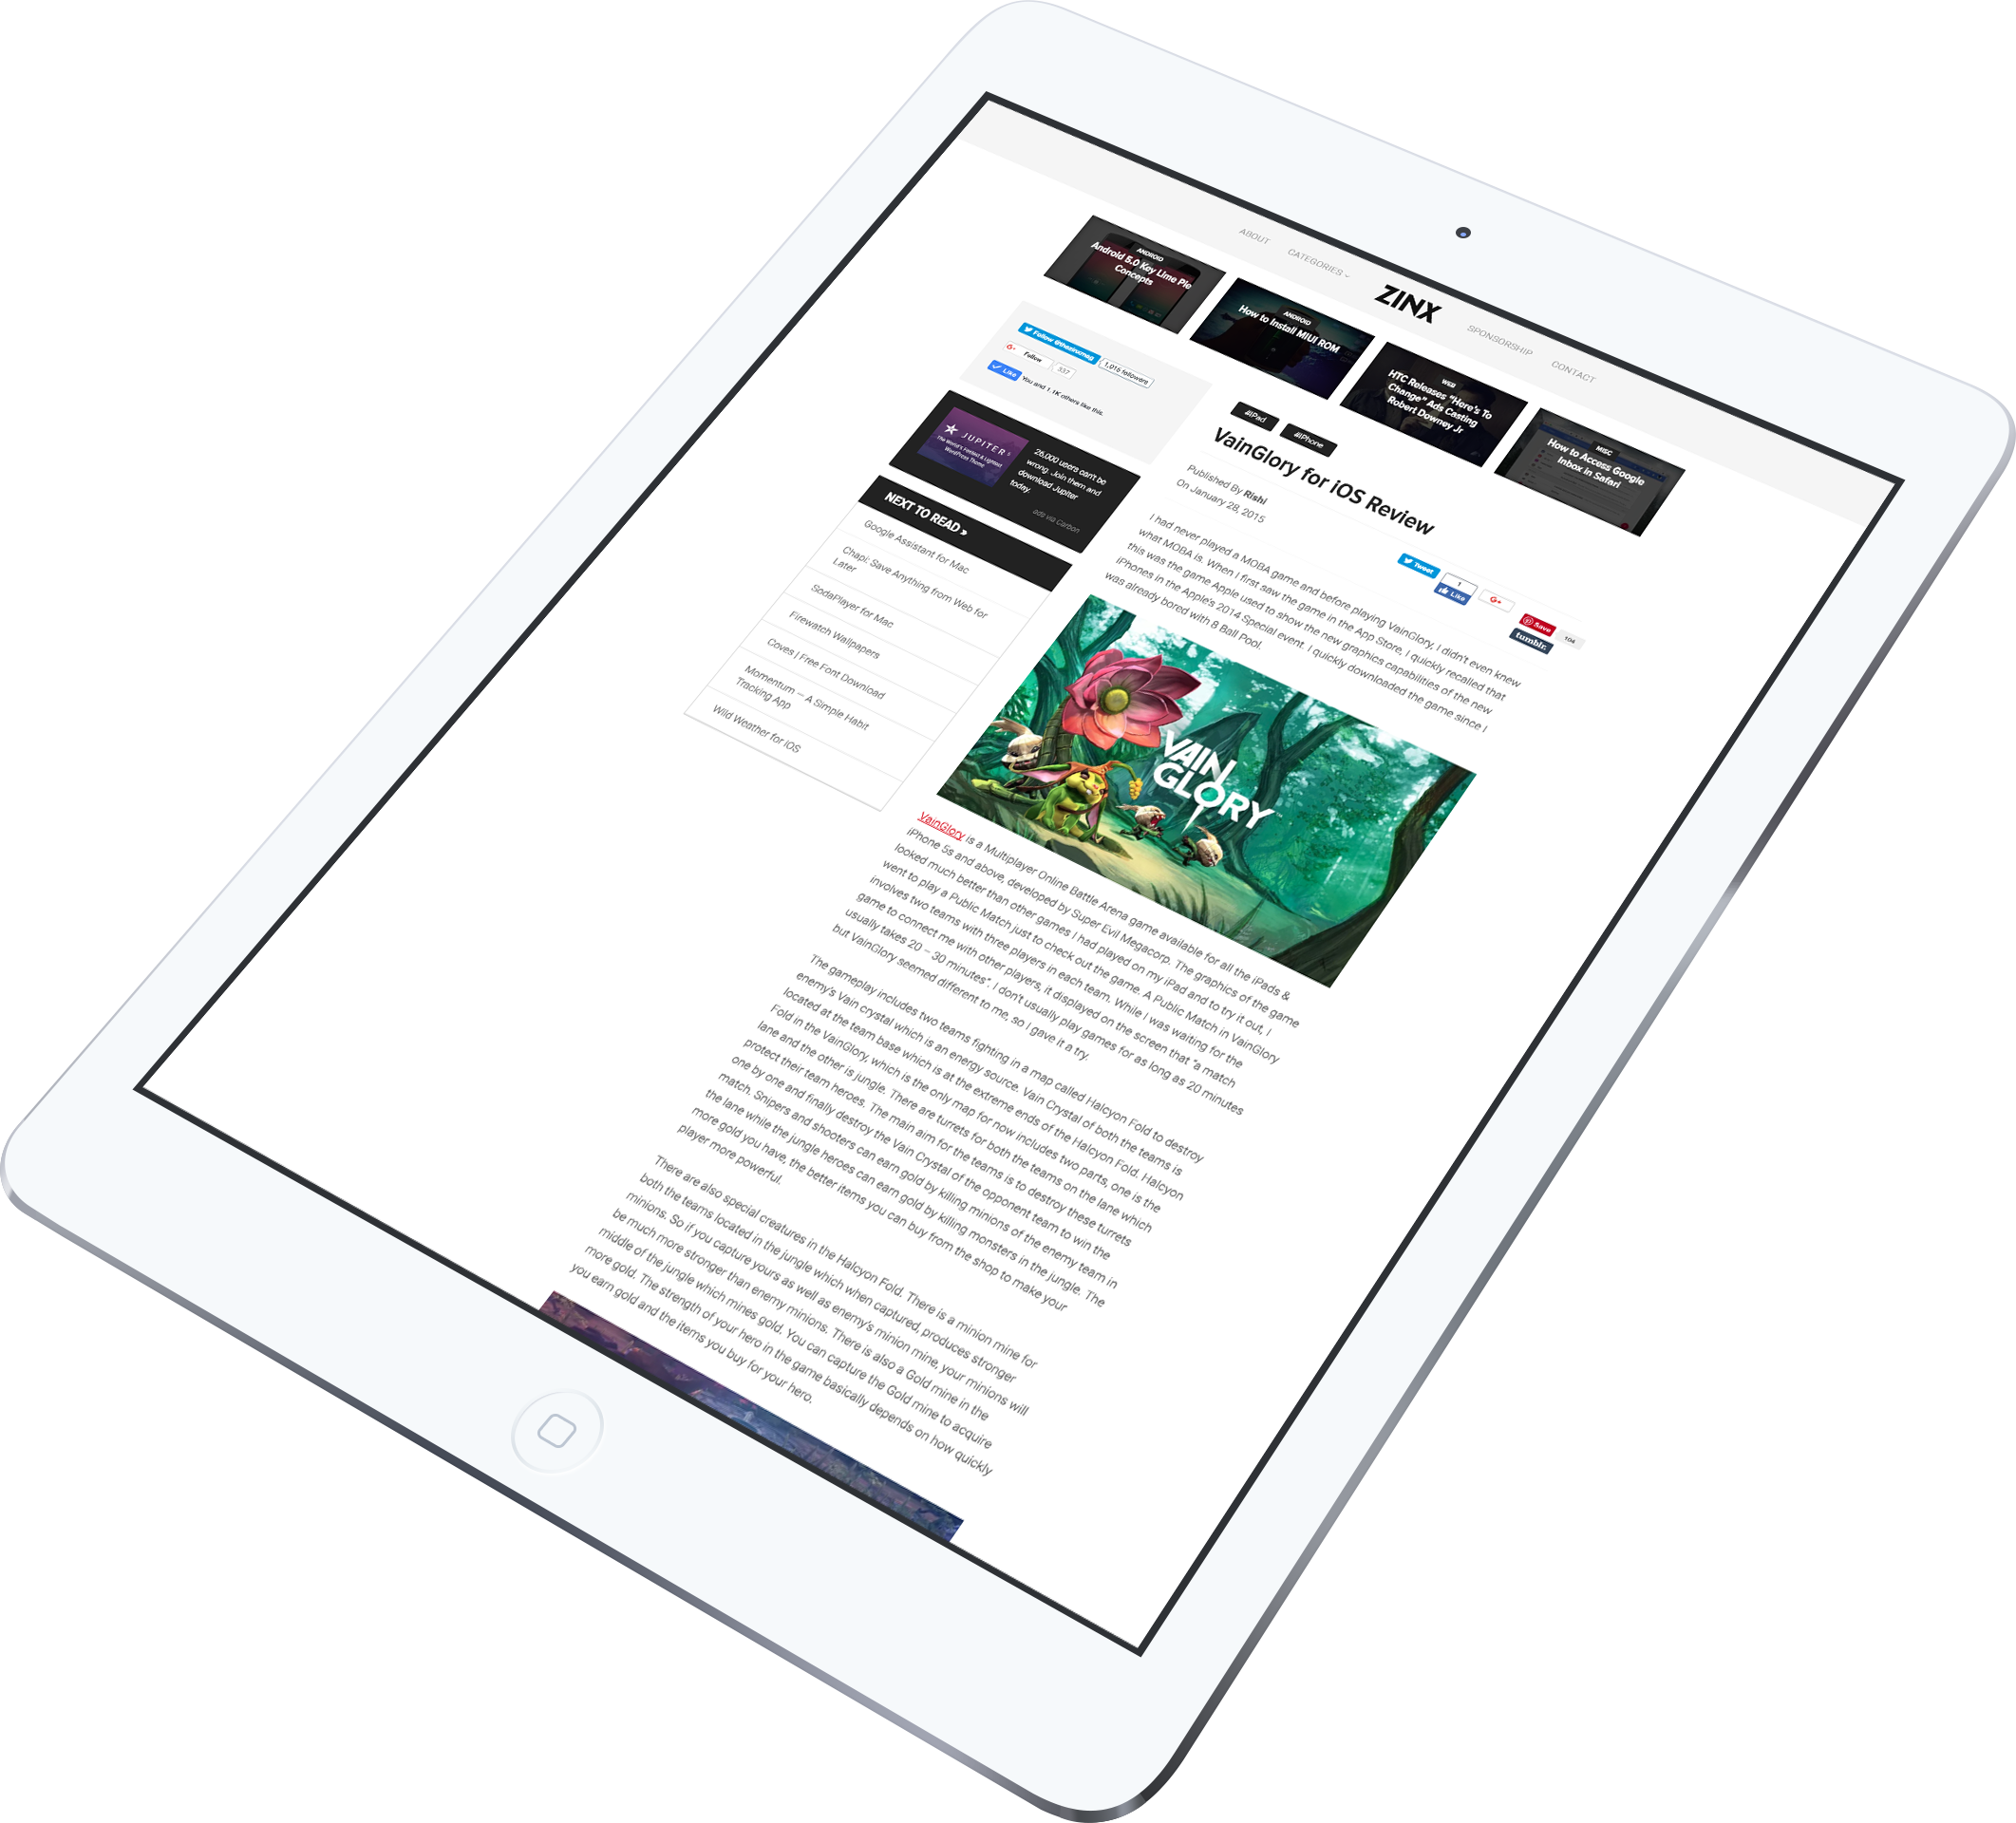 ABOUT
CATEGORIES
ZINX
SPONSORSHIP
CONTACT
ANDROID
Android 5.0 Key Lime Pie
Concepts
ANDROID
How to Install MIUI ROM
WEB
HTC Releases “Here's To
Change” Ads Casting
Robert Downey Jr
MISC
How to Access Google
Inbox in Safari
Follow @thezinxmag
1,015 followers
G+ Follow
337
Like
You and 1.1K others like this.
JUPITER
The World's Fastest & Lightest
WordPress Theme
26,000 users can't be
wrong. Join them and
download Jupiter
today.
ads via Carbon
NEXT TO READ »
Google Assistant for Mac
Chapi: Save Anything from Web for
Later
SodaPlayer for Mac
Firewatch Wallpapers
Coves | Free Font Download
Momentum — A Simple Habit
Tracking App
Wild Weather for iOS
#iPad
#iPhone
VainGlory for iOS Review
Published By Rishi
On January 28, 2015
Tweet
1
Like
G+
Save
104
tumblr.
I had never played a MOBA game and before playing VainGlory, I didn't even knew
what MOBA is. When I first saw the game in the App Store, I quickly recalled that
this was the game Apple used to show the new graphics capabilities of the new
iPhones in the Apple's 2014 Special event. I quickly downloaded the game since I
was already bored with 8 Ball Pool.
VAIN
GLORY
VainGlory is a Multiplayer Online Battle Arena game available for all the iPads &
iPhone 5s and above, developed by Super Evil Megacorp. The graphics of the game
looked much better than other games I had played on my iPad and to try it out, I
went to play a Public Match just to check out the game. A Public Match in VainGlory
involves two teams with three players in each team. While I was waiting for the
game to connect me with other players, it displayed on the screen that “a match
usually takes 20 – 30 minutes”. I don't usually play games for as long as 20 minutes
but VainGlory seemed different to me, so I gave it a try.
The gameplay includes two teams fighting in a map called Halcyon Fold to destroy
enemy's Vain crystal which is an energy source. Vain Crystal of both the teams is
located at the team base which is at the extreme ends of the Halcyon Fold. Halcyon
Fold in the VainGlory, which is the only map for now includes two parts, one is the
lane and the other is jungle. There are turrets for both the teams on the lane which
protect their team heroes. The main aim for the teams is to destroy these turrets
one by one and finally destroy the Vain Crystal of the opponent team to win the
match. Snipers and shooters can earn gold by killing minions of the enemy team in
the lane while the jungle heroes can earn gold by killing monsters in the jungle. The
more gold you have, the better items you can buy from the shop to make your
player more powerful.
There are also special creatures in the Halcyon Fold. There is a minion mine for
both the teams located in the jungle which when captured, produces stronger
minions. So if you capture yours as well as enemy's minion mine, your minions will
be much more stronger than enemy minions. There is also a Gold mine in the
middle of the jungle which mines gold. You can capture the Gold mine to acquire
more gold. The strength of your hero in the game basically depends on how quickly
you earn gold and the items you buy for your hero.